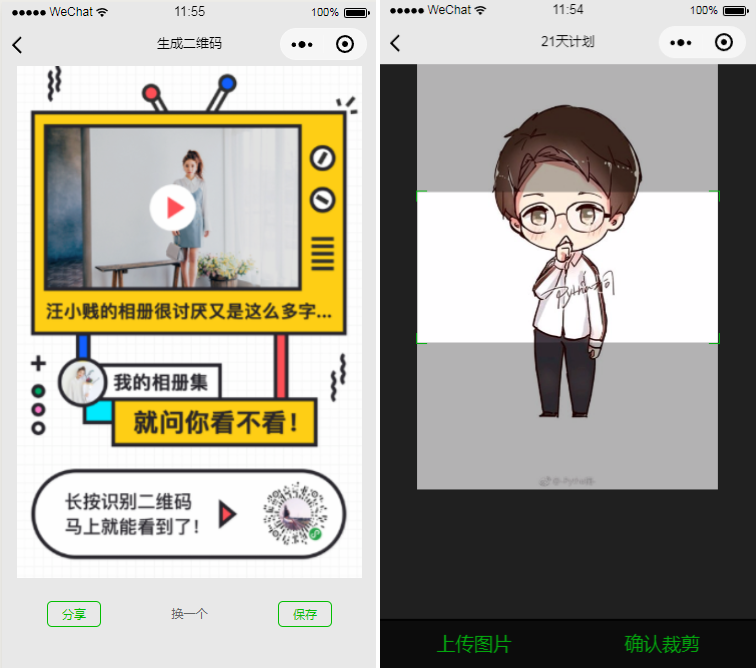 WeChat
11:55
100%
生成二维码
汪小贱的相册很讨厌又是这么多字...
我的相册集
就问你看不看!
长按识别二维码
马上就能看到了!
分享
换一个
保存
WeChat
11:54
100%
21天计划
上传图片
确认裁剪